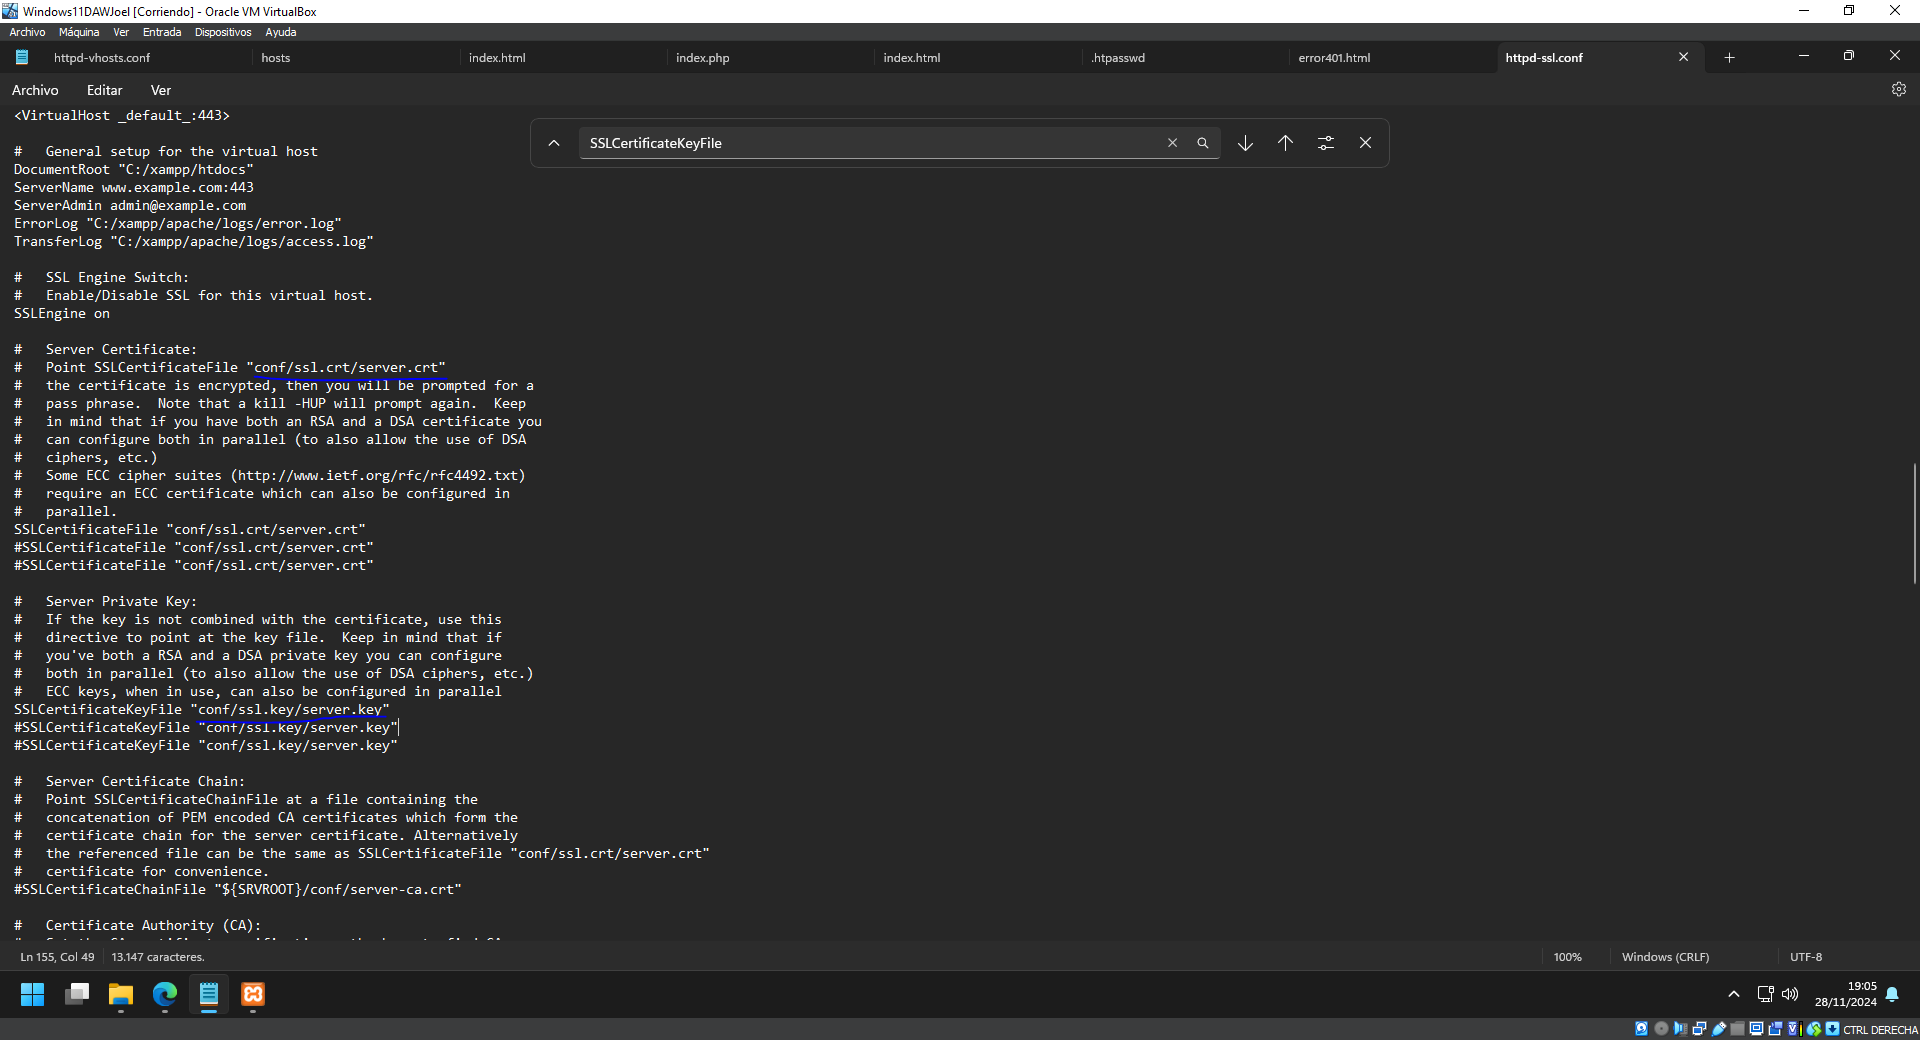 Windows11DAWJoel [Corriendo] - Oracle VM VirtualBox
Archivo Máquina Ver Entrada Dispositivos Ayuda
httpd-vhosts.conf hosts index.html index.php index.html .htpasswd error401.html httpd-ssl.conf
Archivo Editar Ver
SSLCertificateKeyFile
<VirtualHost _default_:443>
# General setup for the virtual host
DocumentRoot "C:/xampp/htdocs"
ServerName www.example.com:443
ServerAdmin admin@example.com
ErrorLog "C:/xampp/apache/logs/error.log"
TransferLog "C:/xampp/apache/logs/access.log"
# SSL Engine Switch:
# Enable/Disable SSL for this virtual host.
SSLEngine on
# Server Certificate:
# Point SSLCertificateFile "conf/ssl.crt/server.crt"
# the certificate is encrypted, then you will be prompted for a
# pass phrase. Note that a kill -HUP will prompt again. Keep
# in mind that if you have both an RSA and a DSA certificate you
# can configure both in parallel (to also allow the use of DSA
# ciphers, etc.)
# Some ECC cipher suites (http://www.ietf.org/rfc/rfc4492.txt)
# require an ECC certificate which can also be configured in
# parallel.
SSLCertificateFile "conf/ssl.crt/server.crt"
#SSLCertificateFile "conf/ssl.crt/server.crt"
#SSLCertificateFile "conf/ssl.crt/server.crt"
# Server Private Key:
# If the key is not combined with the certificate, use this
# directive to point at the key file. Keep in mind that if
# you've both a RSA and a DSA private key you can configure
# both in parallel (to also allow the use of DSA ciphers, etc.)
# ECC keys, when in use, can also be configured in parallel
SSLCertificateKeyFile "conf/ssl.key/server.key"
#SSLCertificateKeyFile "conf/ssl.key/server.key"
#SSLCertificateKeyFile "conf/ssl.key/server.key"
# Server Certificate Chain:
# Point SSLCertificateChainFile at a file containing the
# concatenation of PEM encoded CA certificates which form the
# certificate chain for the server certificate. Alternatively
# the referenced file can be the same as SSLCertificateFile "conf/ssl.crt/server.crt"
# certificate for convenience.
#SSLCertificateChainFile "${SRVROOT}/conf/server-ca.crt"
# Certificate Authority (CA):
Ln 155, Col 49 13.147 caracteres. 100% Windows (CRLF) UTF-8
19:05
28/11/2024
CTRL DERECHA